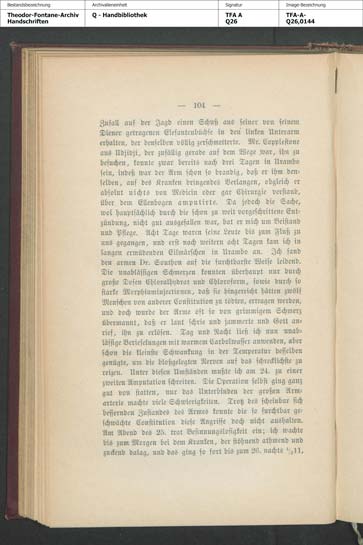 Bestandsbezeichnung
Archivalieneinheit
Signatur
Image-Bezeichnung
Theodor-Fontane-Archiv
Handschriften
Q - Handbibliothek
TFA A
Q26
TFA-A-
Q26,0144
— 104 —
Zufall auf der Jagd einen Schuß aus seiner von seinem
Diener getragenen Elefantenbüchse in den linken Unterarm
erhalten, der denselben völlig zerschmetterte. Mr. Copplestone
aus Udjidji, der zufällig gerade auf dem Wege war, ihn zu
besuchen, konnte zwar bereits nach drei Tagen in Urambo
sein, indeß war der Arm schon so brandig, daß er ihm den-
selben, auf des Kranken dringendes Verlangen, obgleich er
absolut nichts von Medicin oder gar Chirurgie verstand,
über dem Elenbogen amputirte. Da jedoch die Sache,
wol hauptsächlich durch die schon zu weit vorgeschrittene Ent-
zündung, nicht gut ausgefallen war, bat er mich um Beistand
und Pflege. Acht Tage waren seine Leute bis zum Fluß zu
uns gegangen, und erst nach weitern acht Tagen kam ich in
langen ermüdenden Eilmärschen in Urambo an. Ich fand
den armen Dr. Southon auf die furchtbarste Weise leidend.
Die unablässigen Schmerzen konnten überhaupt nur durch
große Dosen Chloralhydrat und Chloroform, sowie durch so
starke Morphiuminjectionen, daß sie hingereicht hätten zwölf
Menschen von anderer Constitution zu tödten, ertragen werden,
und doch wurde der Arme oft so von grimmigem Schmerz
übermannt, daß er laut schrie und jammerte und Gott an-
rief, ihn zu erlösen. Tag und Nacht ließ ich nun unab-
lässige Berieselungen mit warmem Carbolwasser anwenden, aber
schon die kleinste Schwankung in der Temperatur desselben
genügte, um die bloßgelegten Nerven auf das schrecklichste zu
reizen. Unter diesen Umständen mußte ich am 24. zu einer
zweiten Amputation schreiten. Die Operation selbst ging ganz
gut von statten, nur das Unterbinden der großen Arm-
arterie machte viele Schwierigkeiten. Trotz des scheinbar sich
bessernden Zustandes des Armes konnte die so furchtbar ge-
schwächte Constitution diese Angriffe doch nicht aushalten.
Am Abend des 25. trat Besinnungslosigkeit ein; ich wachte
bis zum Morgen bei dem Kranken, der stöhnend athmend und
zuckend dalag, und das ging so fort bis zum 26. nachts ½11,